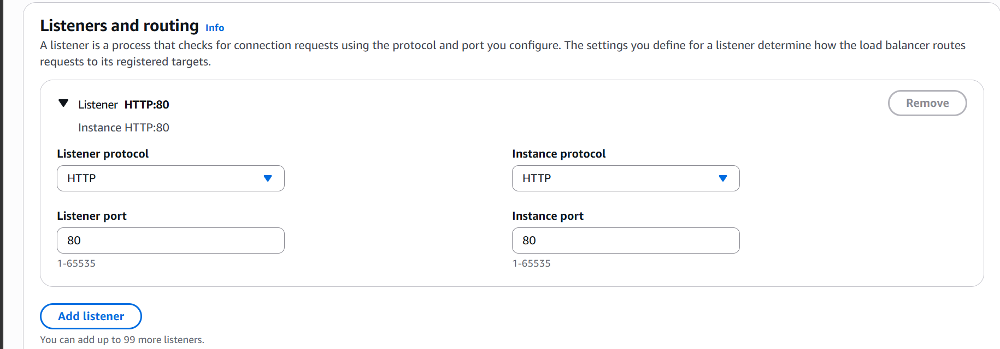 Listeners and routing Info
A listener is a process that checks for connection requests using the protocol and port you configure. The settings you define for a listener determine how the load balancer routes
requests to its registered targets.
Listener HTTP:80
Remove
Instance HTTP:80
Listener protocol
HTTP
Instance protocol
HTTP
Listener port
80
1-65535
Instance port
80
1-65535
Add listener
You can add up to 99 more listeners.